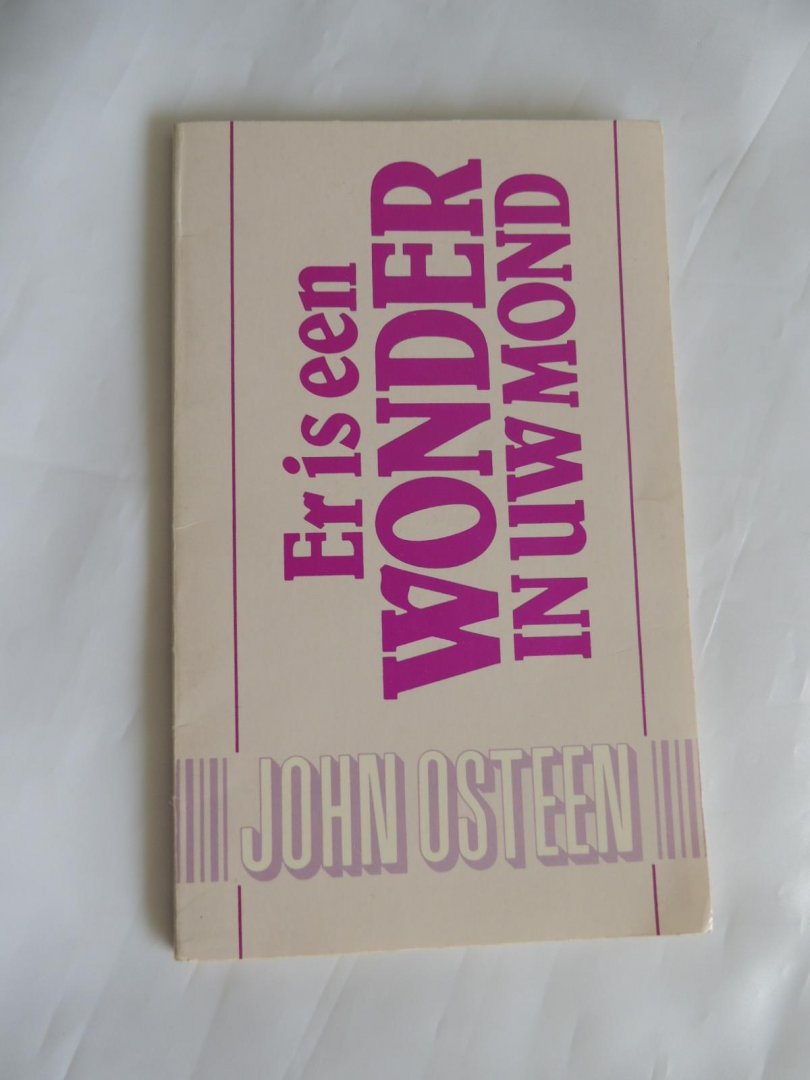 Er is een
WONDER
IN UW MOND
JOHN OSTEEN